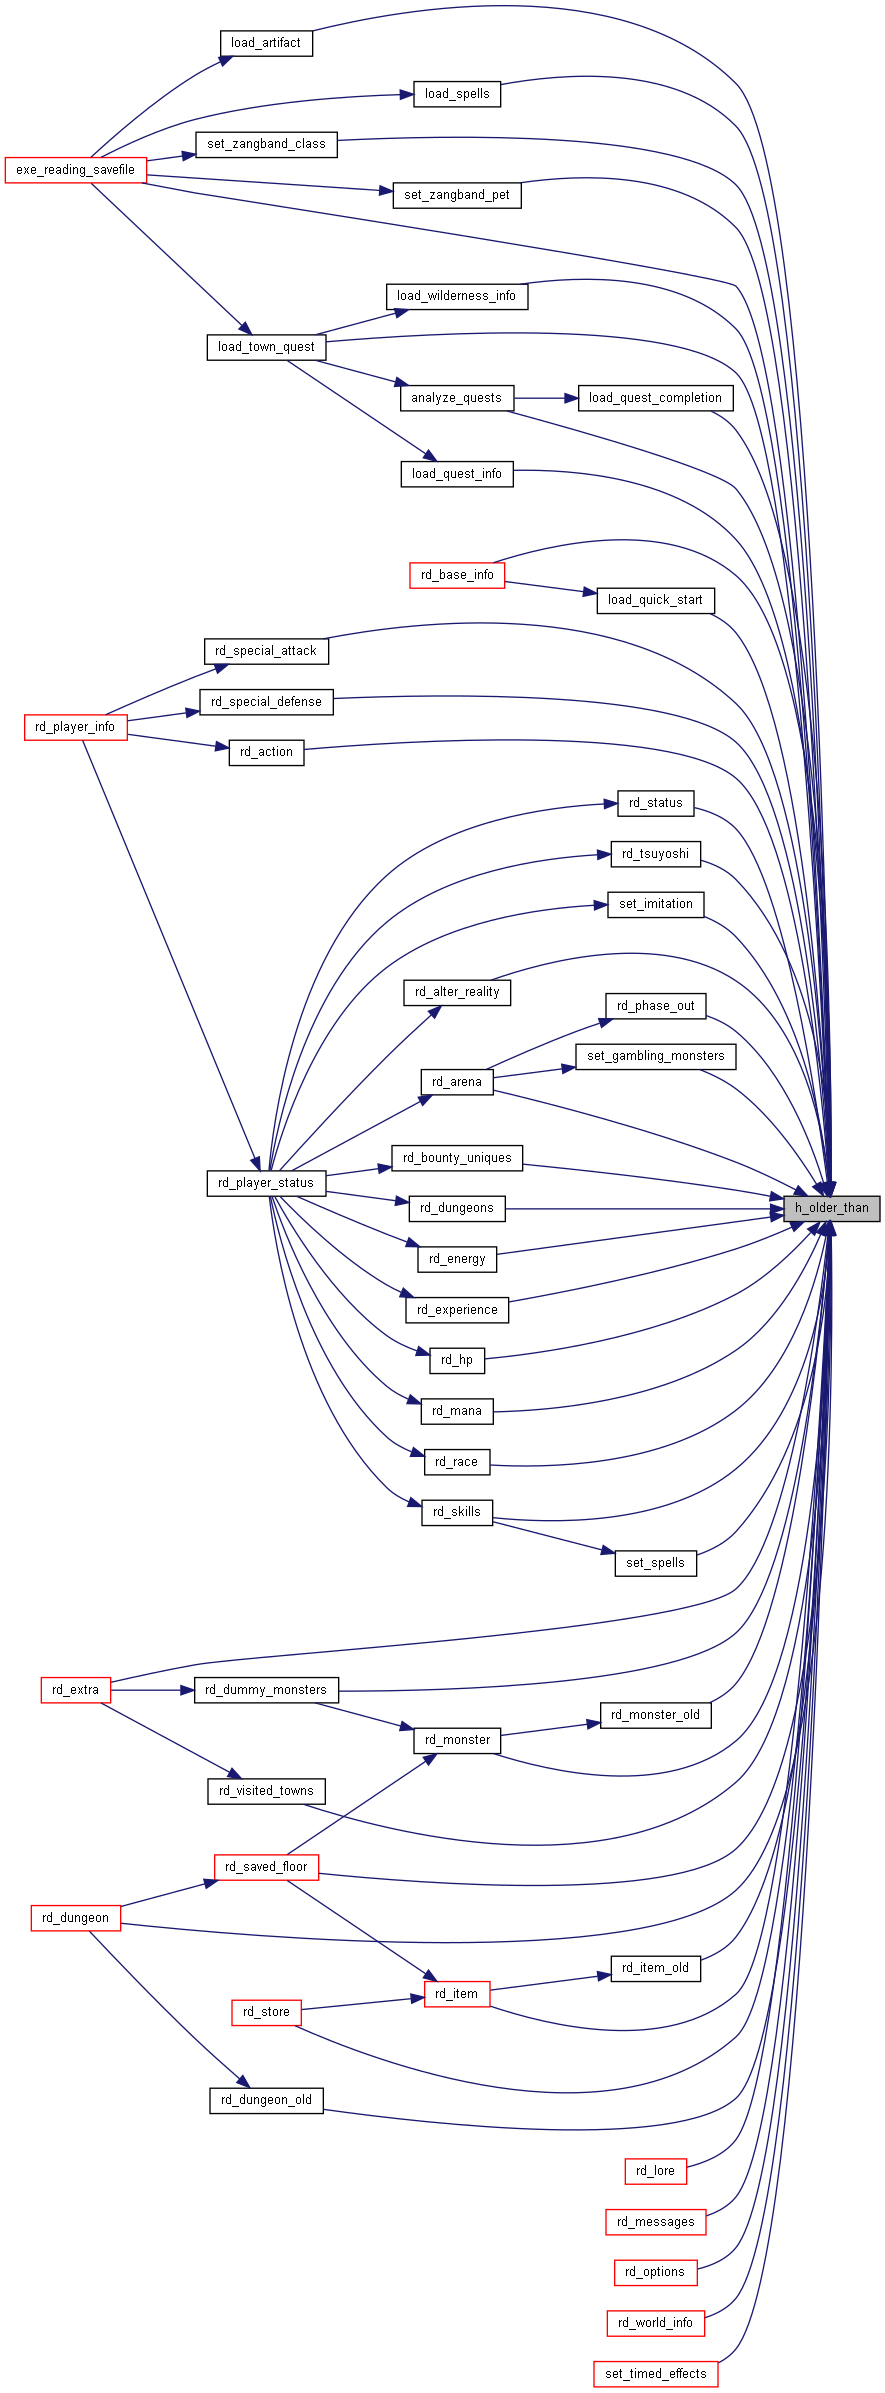 load_artifact
load_spells
set_zangband_class
exe_reading_savefile
set_zangband_pet
load_wilderness_info
load_town_quest
analyze_quests
load_quest_completion
load_quest_info
rd_base_info
load_quick_start
rd_special_attack
rd_special_defense
rd_player_info
rd_action
rd_status
rd_tsuyoshi
set_imitation
rd_alter_reality
rd_phase_out
set_gambling_monsters
rd_arena
rd_bounty_uniques
rd_player_status
rd_dungeons
h_older_than
rd_energy
rd_experience
rd_hp
rd_mana
rd_race
rd_skills
set_spells
rd_extra
rd_dummy_monsters
rd_monster_old
rd_monster
rd_visited_towns
rd_saved_floor
rd_dungeon
rd_item_old
rd_item
rd_store
rd_dungeon_old
rd_lore
rd_messages
rd_options
rd_world_info
set_timed_effects